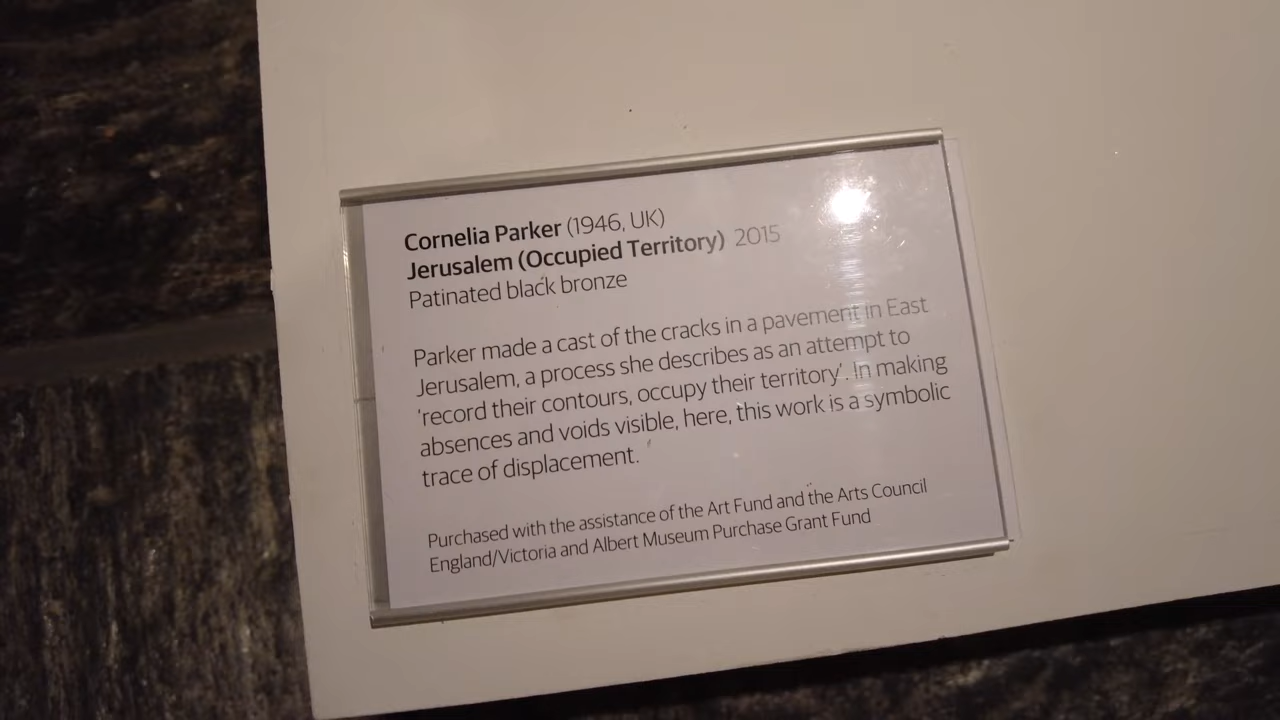 Cornelia Parker (1946, UK)
Jerusalem (Occupied Territory) 2015
Patinated black bronze
Parker made a cast of the cracks in a pavement in East
Jerusalem, a process she describes as an attempt to
'record their contours, occupy their territory'. In making
absences and voids visible, here, this work is a symbolic
trace of displacement.
Purchased with the assistance of the Art Fund and the Arts Council
England/Victoria and Albert Museum Purchase Grant Fund